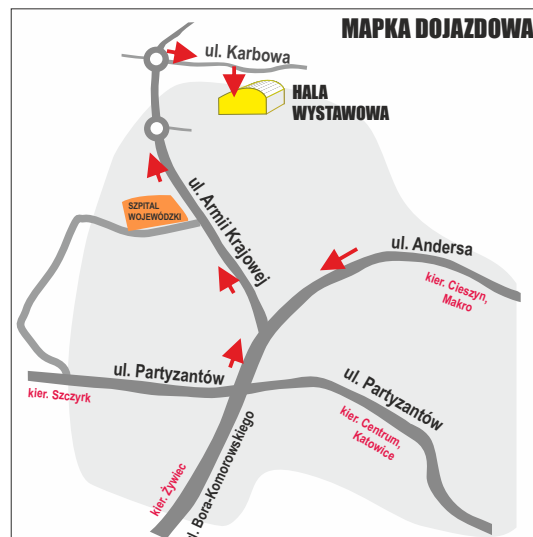 MAPKA DOJAZDOWA
ul. Karbowa
HALA
WYSTAWOWA
SZPITAL
WOJEWÓDZKI
ul. Armii Krajowej
ul. Andersa
kier. Cieszyn,
Makro
ul. Partyzantów
kier. Szczyrk
ul. Partyzantów
kier. Centrum,
Katowice
kier. Żywiec
Bora-Komorowskiego